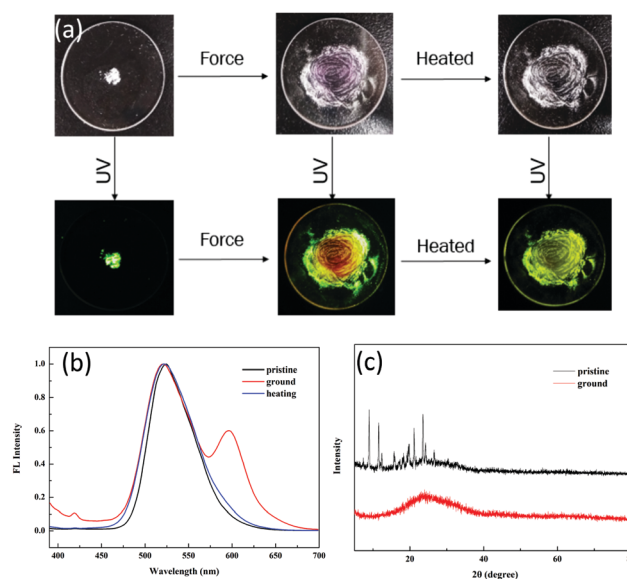 (a)
Force
Heated
UV
UV
UV
Force
Heated
(b)
pristine
ground
heating
FL Intensity
1.0
0.8
0.6
0.4
0.2
0.0
400
450
500
550
600
650
700
Wavelength (nm)
(c)
pristine
ground
Intensity
20
40
60
80
2θ (degree)